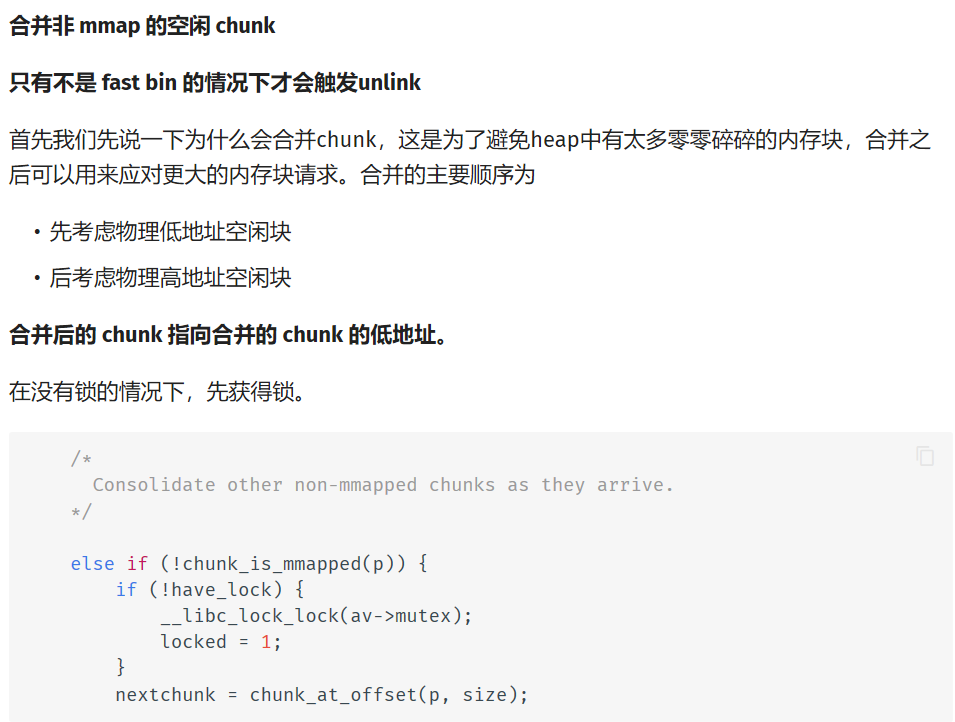 合并非 mmap 的空闲 chunk
只有不是 fast bin 的情况下才会触发unlink
首先我们先说一下为什么会合并chunk，这是为了避免heap中有太多零零碎碎的内存块，合并之
后可以用来应对更大的内存块请求。合并的主要顺序为
• 先考虑物理低地址空闲块
• 后考虑物理高地址空闲块
合并后的 chunk 指向合并的 chunk 的低地址。
在没有锁的情况下，先获得锁。
/*
  Consolidate other non-mmapped chunks as they arrive.
*/
else if (!chunk_is_mmapped(p)) {
    if (!have_lock) {
        __libc_lock_lock(av->mutex);
        locked = 1;
    }
    nextchunk = chunk_at_offset(p, size);